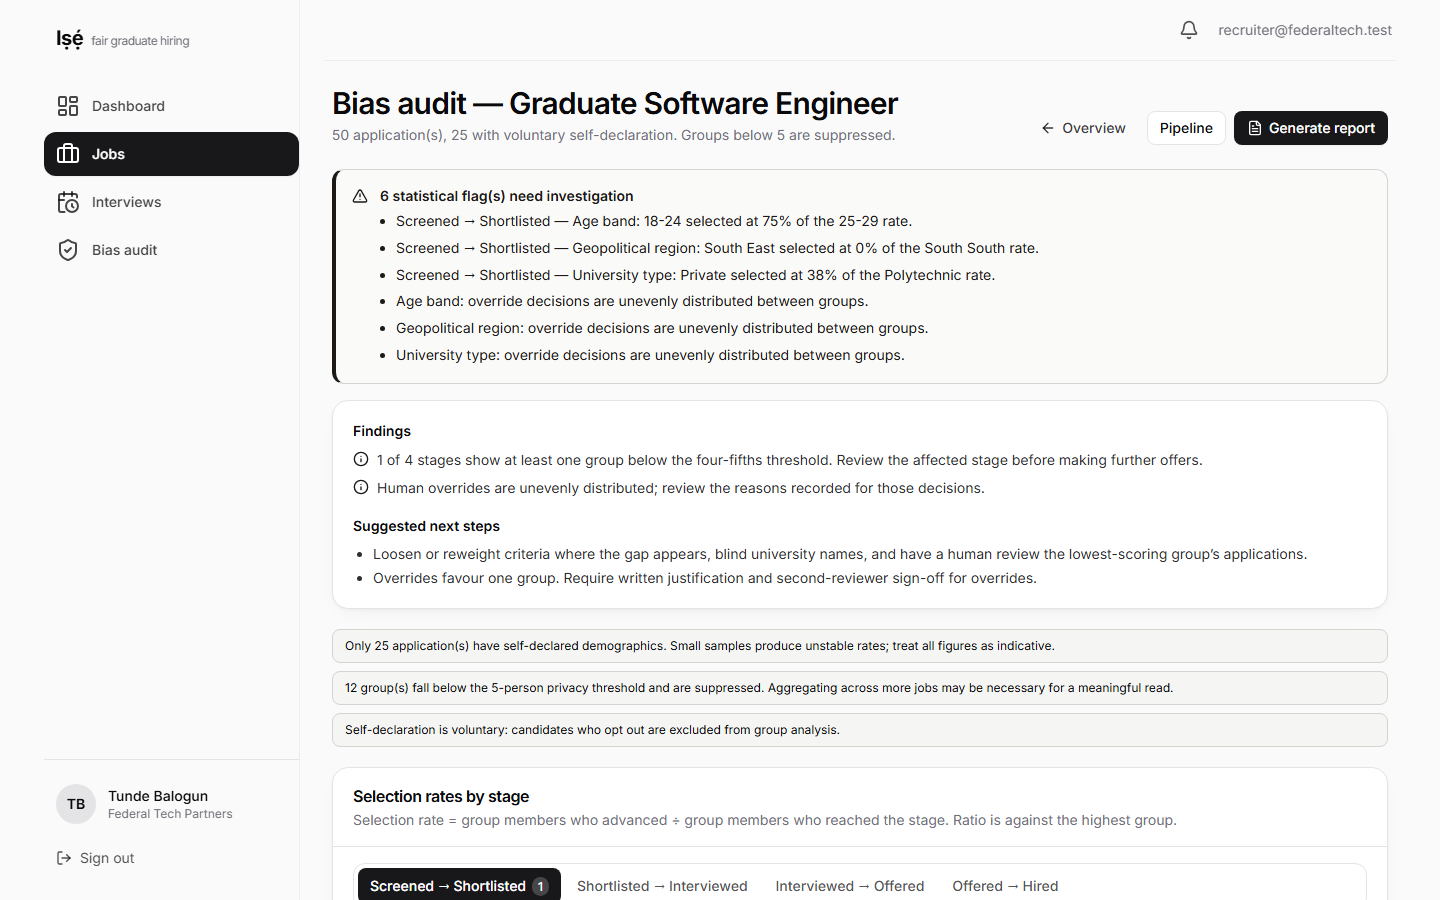 Iṣẹ́ fair graduate hiring
recruiter@federaltech.test
Dashboard
Jobs
Interviews
Bias audit
Bias audit — Graduate Software Engineer
50 application(s), 25 with voluntary self-declaration. Groups below 5 are suppressed.
← Overview
Pipeline
Generate report
6 statistical flag(s) need investigation
• Screened → Shortlisted — Age band: 18-24 selected at 75% of the 25-29 rate.
• Screened → Shortlisted — Geopolitical region: South East selected at 0% of the South South rate.
• Screened → Shortlisted — University type: Private selected at 38% of the Polytechnic rate.
• Age band: override decisions are unevenly distributed between groups.
• Geopolitical region: override decisions are unevenly distributed between groups.
• University type: override decisions are unevenly distributed between groups.
Findings
1 of 4 stages show at least one group below the four-fifths threshold. Review the affected stage before making further offers.
Human overrides are unevenly distributed; review the reasons recorded for those decisions.
Suggested next steps
• Loosen or reweight criteria where the gap appears, blind university names, and have a human review the lowest-scoring group’s applications.
• Overrides favour one group. Require written justification and second-reviewer sign-off for overrides.
Only 25 application(s) have self-declared demographics. Small samples produce unstable rates; treat all figures as indicative.
12 group(s) fall below the 5-person privacy threshold and are suppressed. Aggregating across more jobs may be necessary for a meaningful read.
Self-declaration is voluntary: candidates who opt out are excluded from group analysis.
Selection rates by stage
Selection rate = group members who advanced ÷ group members who reached the stage. Ratio is against the highest group.
Screened → Shortlisted 1
Shortlisted → Interviewed
Interviewed → Offered
Offered → Hired
TB
Tunde Balogun
Federal Tech Partners
Sign out